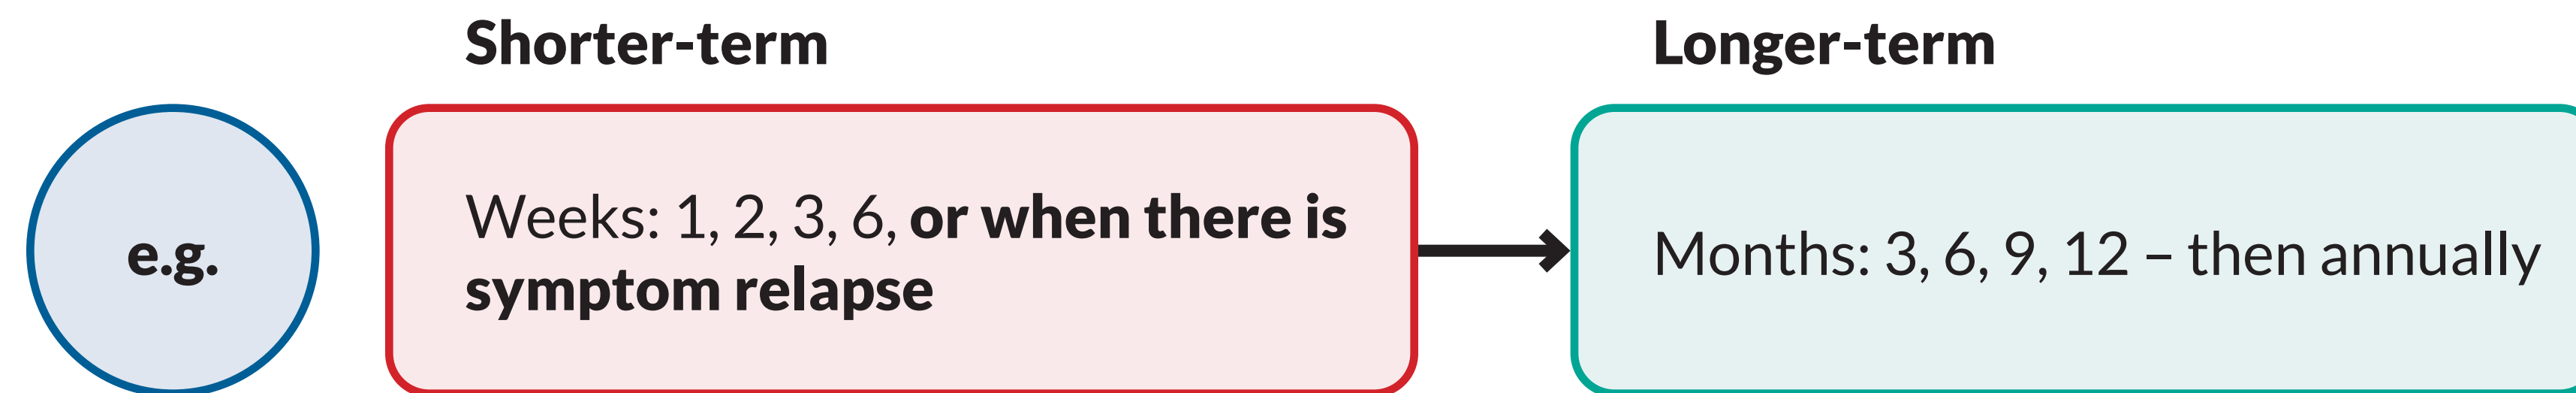 Shorter-term
Longer-term
e.g.
Weeks: 1, 2, 3, 6, or when there is
symptom relapse
Months: 3, 6, 9, 12 – then annually